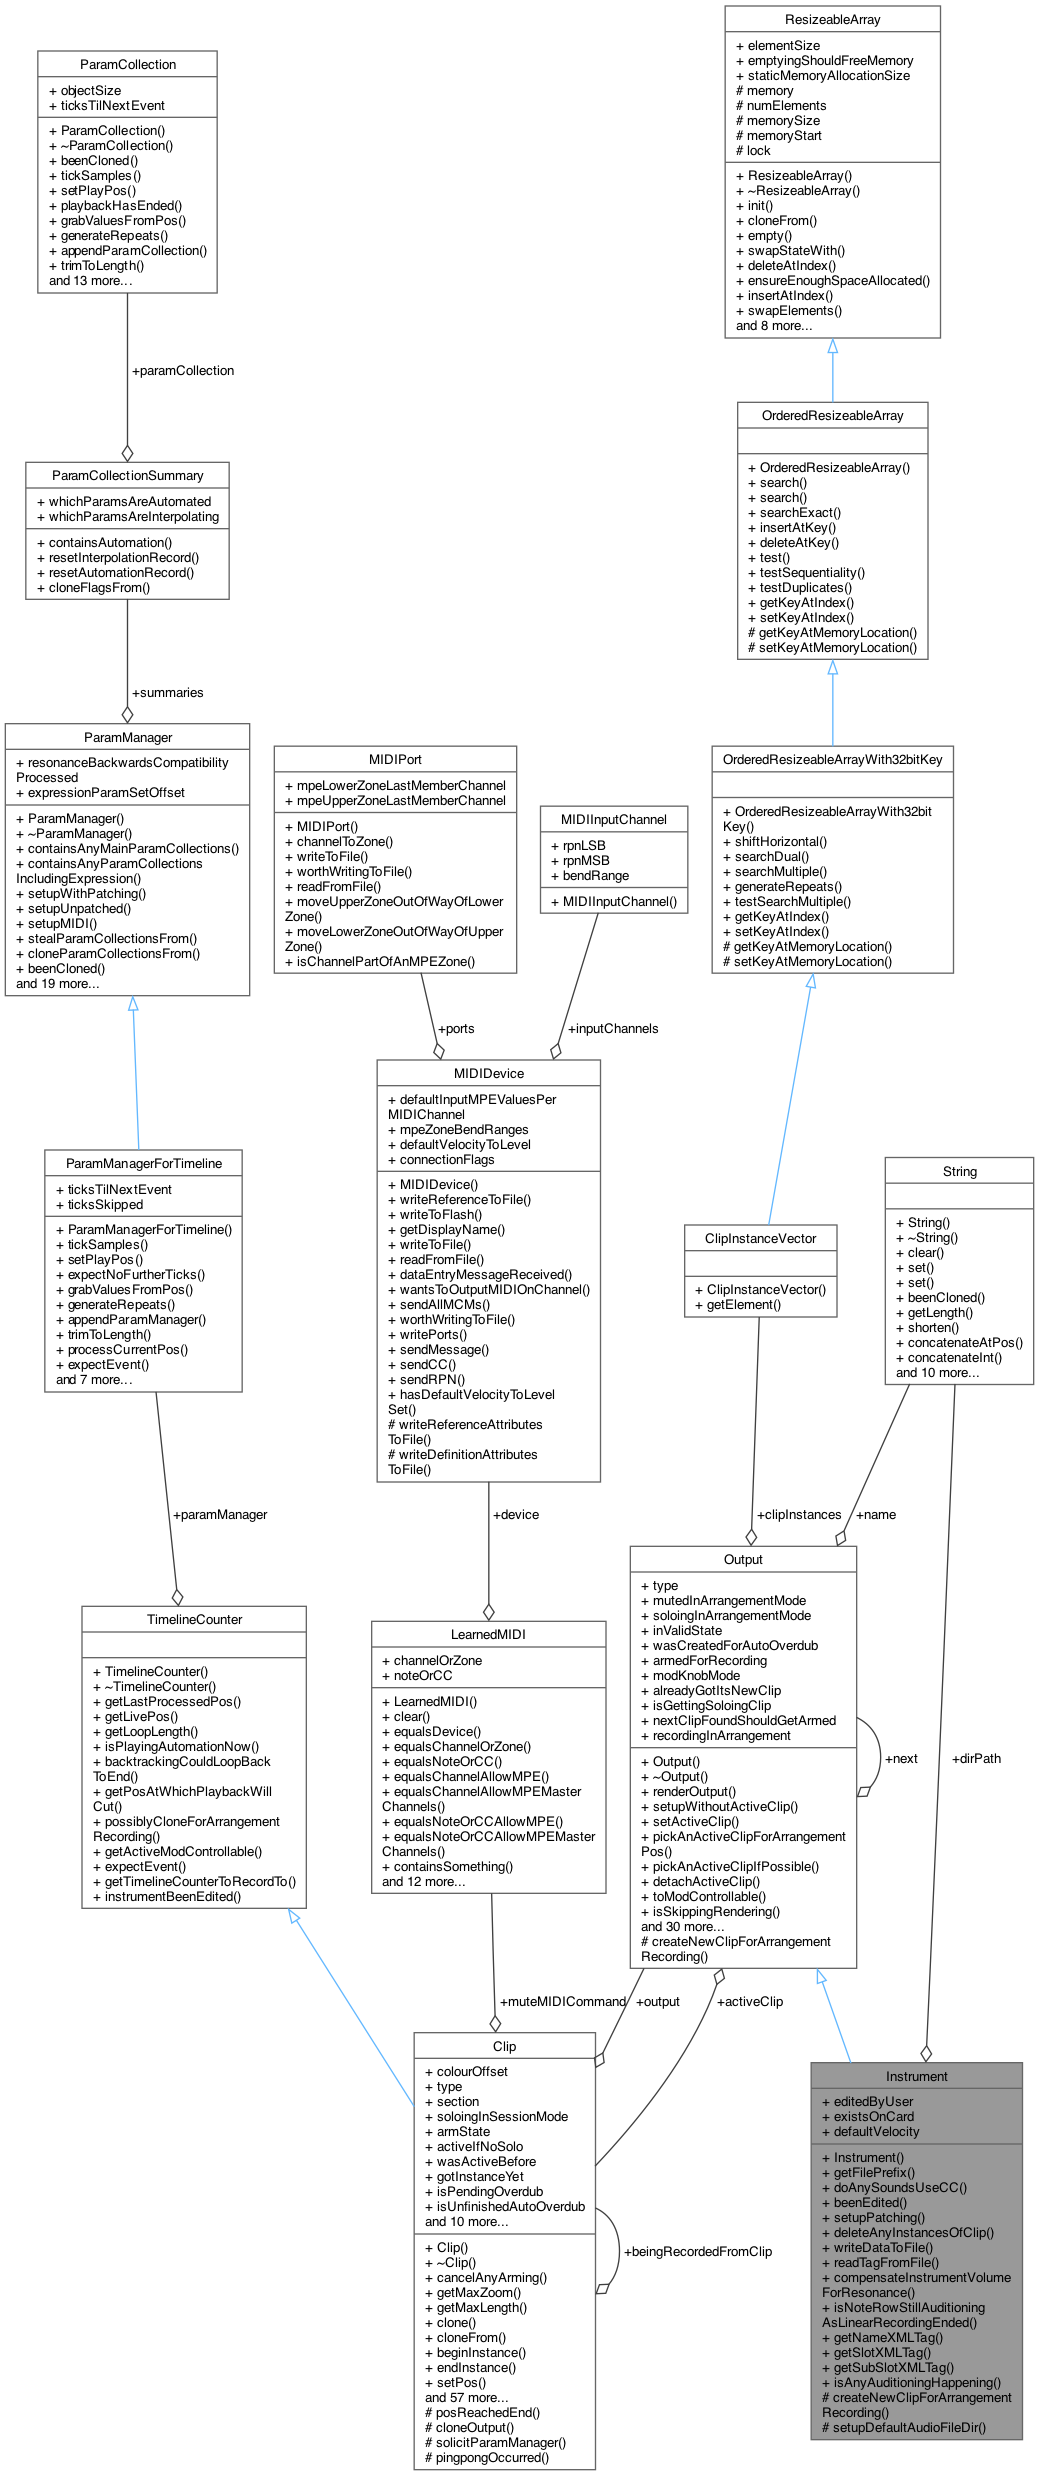 ResizeableArray
+ elementSize
+ emptyingShouldFreeMemory
+ staticMemoryAllocationSize
# memory
# numElements
# memorySize
# memoryStart
# lock
+ ResizeableArray()
+ ~ResizeableArray()
+ init()
+ cloneFrom()
+ empty()
+ swapStateWith()
+ deleteAtIndex()
+ ensureEnoughSpaceAllocated()
+ insertAtIndex()
+ swapElements()
and 8 more...
ParamCollection
+ objectSize
+ ticksTilNextEvent
+ ParamCollection()
+ ~ParamCollection()
+ beenCloned()
+ tickSamples()
+ setPlayPos()
+ playbackHasEnded()
+ grabValuesFromPos()
+ generateRepeats()
+ appendParamCollection()
+ trimToLength()
and 13 more...
+paramCollection
OrderedResizeableArray
+ OrderedResizeableArray()
+ search()
+ search()
+ searchExact()
+ insertAtKey()
+ deleteAtKey()
+ test()
+ testSequentiality()
+ testDuplicates()
+ getKeyAtIndex()
+ setKeyAtIndex()
# getKeyAtMemoryLocation()
# setKeyAtMemoryLocation()
ParamCollectionSummary
+ whichParamsAreAutomated
+ whichParamsAreInterpolating
+ containsAutomation()
+ resetInterpolationRecord()
+ resetAutomationRecord()
+ cloneFlagsFrom()
+summaries
ParamManager
+ resonanceBackwardsCompatibility
Processed
+ expressionParamSetOffset
+ ParamManager()
+ ~ParamManager()
+ containsAnyMainParamCollections()
+ containsAnyParamCollections
IncludingExpression()
+ setupWithPatching()
+ setupUnpatched()
+ setupMIDI()
+ stealParamCollectionsFrom()
+ cloneParamCollectionsFrom()
+ beenCloned()
and 19 more...
MIDIPort
+ mpeLowerZoneLastMemberChannel
+ mpeUpperZoneLastMemberChannel
+ MIDIPort()
+ channelToZone()
+ writeToFile()
+ worthWritingToFile()
+ readFromFile()
+ moveUpperZoneOutOfWayOfLower
Zone()
+ moveLowerZoneOutOfWayOfUpper
Zone()
+ isChannelPartOfAnMPEZone()
MIDIInputChannel
+ rpnLSB
+ rpnMSB
+ bendRange
+ MIDIInputChannel()
OrderedResizeableArrayWith32bitKey
+ OrderedResizeableArrayWith32bit
Key()
+ shiftHorizontal()
+ searchDual()
+ searchMultiple()
+ generateRepeats()
+ testSearchMultiple()
+ getKeyAtIndex()
+ setKeyAtIndex()
# getKeyAtMemoryLocation()
# setKeyAtMemoryLocation()
+ports
+inputChannels
MIDIDevice
+ defaultInputMPEValuesPer
MIDIChannel
+ mpeZoneBendRanges
+ defaultVelocityToLevel
+ connectionFlags
+ MIDIDevice()
+ writeReferenceToFile()
+ writeToFlash()
+ getDisplayName()
+ writeToFile()
+ readFromFile()
+ dataEntryMessageReceived()
+ wantsToOutputMIDIOnChannel()
+ sendAllMCMs()
+ worthWritingToFile()
+ writePorts()
+ sendMessage()
+ sendCC()
+ sendRPN()
+ hasDefaultVelocityToLevel
Set()
# writeReferenceAttributes
ToFile()
# writeDefinitionAttributes
ToFile()
ParamManagerForTimeline
+ ticksTilNextEvent
+ ticksSkipped
+ ParamManagerForTimeline()
+ tickSamples()
+ setPlayPos()
+ expectNoFurtherTicks()
+ grabValuesFromPos()
+ generateRepeats()
+ appendParamManager()
+ trimToLength()
+ processCurrentPos()
+ expectEvent()
and 7 more...
ClipInstanceVector
+ ClipInstanceVector()
+ getElement()
String
+ String()
+ ~String()
+ clear()
+ set()
+ set()
+ beenCloned()
+ getLength()
+ shorten()
+ concatenateAtPos()
+ concatenateInt()
and 10 more...
+paramManager
+device
+clipInstances
+name
TimelineCounter
+ TimelineCounter()
+ ~TimelineCounter()
+ getLastProcessedPos()
+ getLivePos()
+ getLoopLength()
+ isPlayingAutomationNow()
+ backtrackingCouldLoopBack
ToEnd()
+ getPosAtWhichPlaybackWill
Cut()
+ possiblyCloneForArrangement
Recording()
+ getActiveModControllable()
+ expectEvent()
+ getTimelineCounterToRecordTo()
+ instrumentBeenEdited()
LearnedMIDI
+ channelOrZone
+ noteOrCC
+ LearnedMIDI()
+ clear()
+ equalsDevice()
+ equalsChannelOrZone()
+ equalsNoteOrCC()
+ equalsChannelAllowMPE()
+ equalsChannelAllowMPEMaster
Channels()
+ equalsNoteOrCCAllowMPE()
+ equalsNoteOrCCAllowMPEMaster
Channels()
+ containsSomething()
and 12 more...
Output
+ type
+ mutedInArrangementMode
+ soloingInArrangementMode
+ inValidState
+ wasCreatedForAutoOverdub
+ armedForRecording
+ modKnobMode
+ alreadyGotItsNewClip
+ isGettingSoloingClip
+ nextClipFoundShouldGetArmed
+ recordingInArrangement
+ Output()
+ ~Output()
+ renderOutput()
+ setupWithoutActiveClip()
+ setActiveClip()
+ pickAnActiveClipForArrangement
Pos()
+ pickAnActiveClipIfPossible()
+ detachActiveClip()
+ toModControllable()
+ isSkippingRendering()
and 30 more...
# createNewClipForArrangement
Recording()
+next
+dirPath
+muteMIDICommand
+output
+activeClip
Clip
+ colourOffset
+ type
+ section
+ soloingInSessionMode
+ armState
+ activeIfNoSolo
+ wasActiveBefore
+ gotInstanceYet
+ isPendingOverdub
+ isUnfinishedAutoOverdub
and 10 more...
+ Clip()
+ ~Clip()
+ cancelAnyArming()
+ getMaxZoom()
+ getMaxLength()
+ clone()
+ cloneFrom()
+ beginInstance()
+ endInstance()
+ setPos()
and 57 more...
# posReachedEnd()
# cloneOutput()
# solicitParamManager()
# pingpongOccurred()
+beingRecordedFromClip
Instrument
+ editedByUser
+ existsOnCard
+ defaultVelocity
+ Instrument()
+ getFilePrefix()
+ doAnySoundsUseCC()
+ beenEdited()
+ setupPatching()
+ deleteAnyInstancesOfClip()
+ writeDataToFile()
+ readTagFromFile()
+ compensateInstrumentVolume
ForResonance()
+ isNoteRowStillAuditioning
AsLinearRecordingEnded()
+ getNameXMLTag()
+ getSlotXMLTag()
+ getSubSlotXMLTag()
+ isAnyAuditioningHappening()
# createNewClipForArrangement
Recording()
# setupDefaultAudioFileDir()